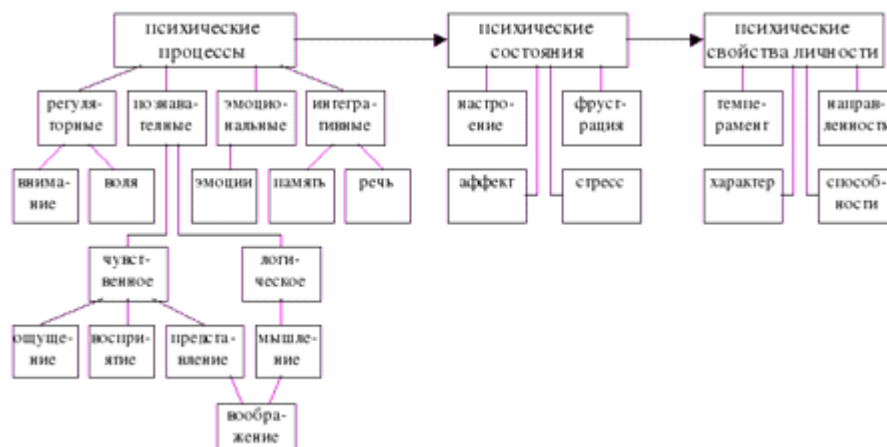 психические
процессы
психические
состояния
психические
свойства личности
регуля-
торные
познава-
телные
эмоцио-
нальные
интегра-
тивные
настро-
ение
фруст-
рация
темпе-
рамент
направ-
ленность
внима-
ние
воля
эмоции
память
речь
аффект
стресс
характер
способ-
ности
чувст-
венное
логи-
ческое
ощуще-
ние
воспри-
ятие
предста-
вление
мышле-
ние
вообра-
жение